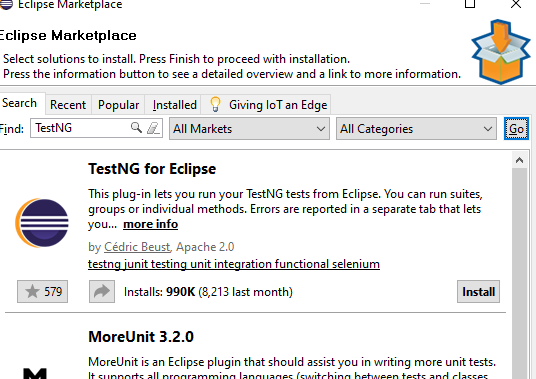 Eclipse Marketplace
Eclipse Marketplace
Select solutions to install. Press Finish to proceed with installation.
Press the information button to see a detailed overview and a link to more information.
Search Recent Popular Installed Giving IoT an Edge
Find: TestNG All Markets All Categories Go
TestNG for Eclipse
This plug-in lets you run your TestNG tests from Eclipse. You can run suites,
groups or individual methods. Errors are reported in a separate tab that lets
you... more info
by Cédric Beust, Apache 2.0
testng junit testing unit integration functional selenium
579 Installs: 990K (8,213 last month) Install
MoreUnit 3.2.0
MoreUnit is an Eclipse plugin that should assist you in writing more unit tests.
It supports all programming languages (switching between tests and classes